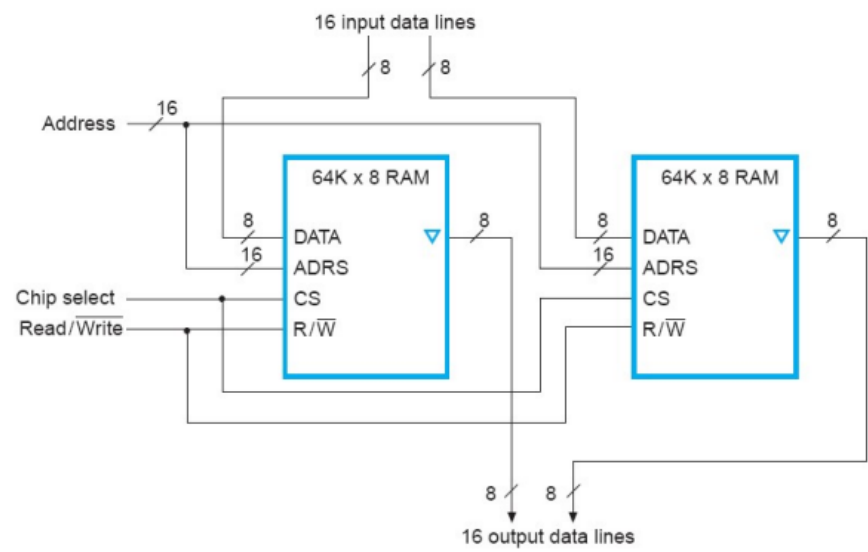 16 input data lines
8 8
16
Address
64K x 8 RAM 64K x 8 RAM
8 8 8 8
DATA DATA
16 16
ADRS ADRS
Chip select CS CS
Read/Write R/W R/W
8 8
16 output data lines